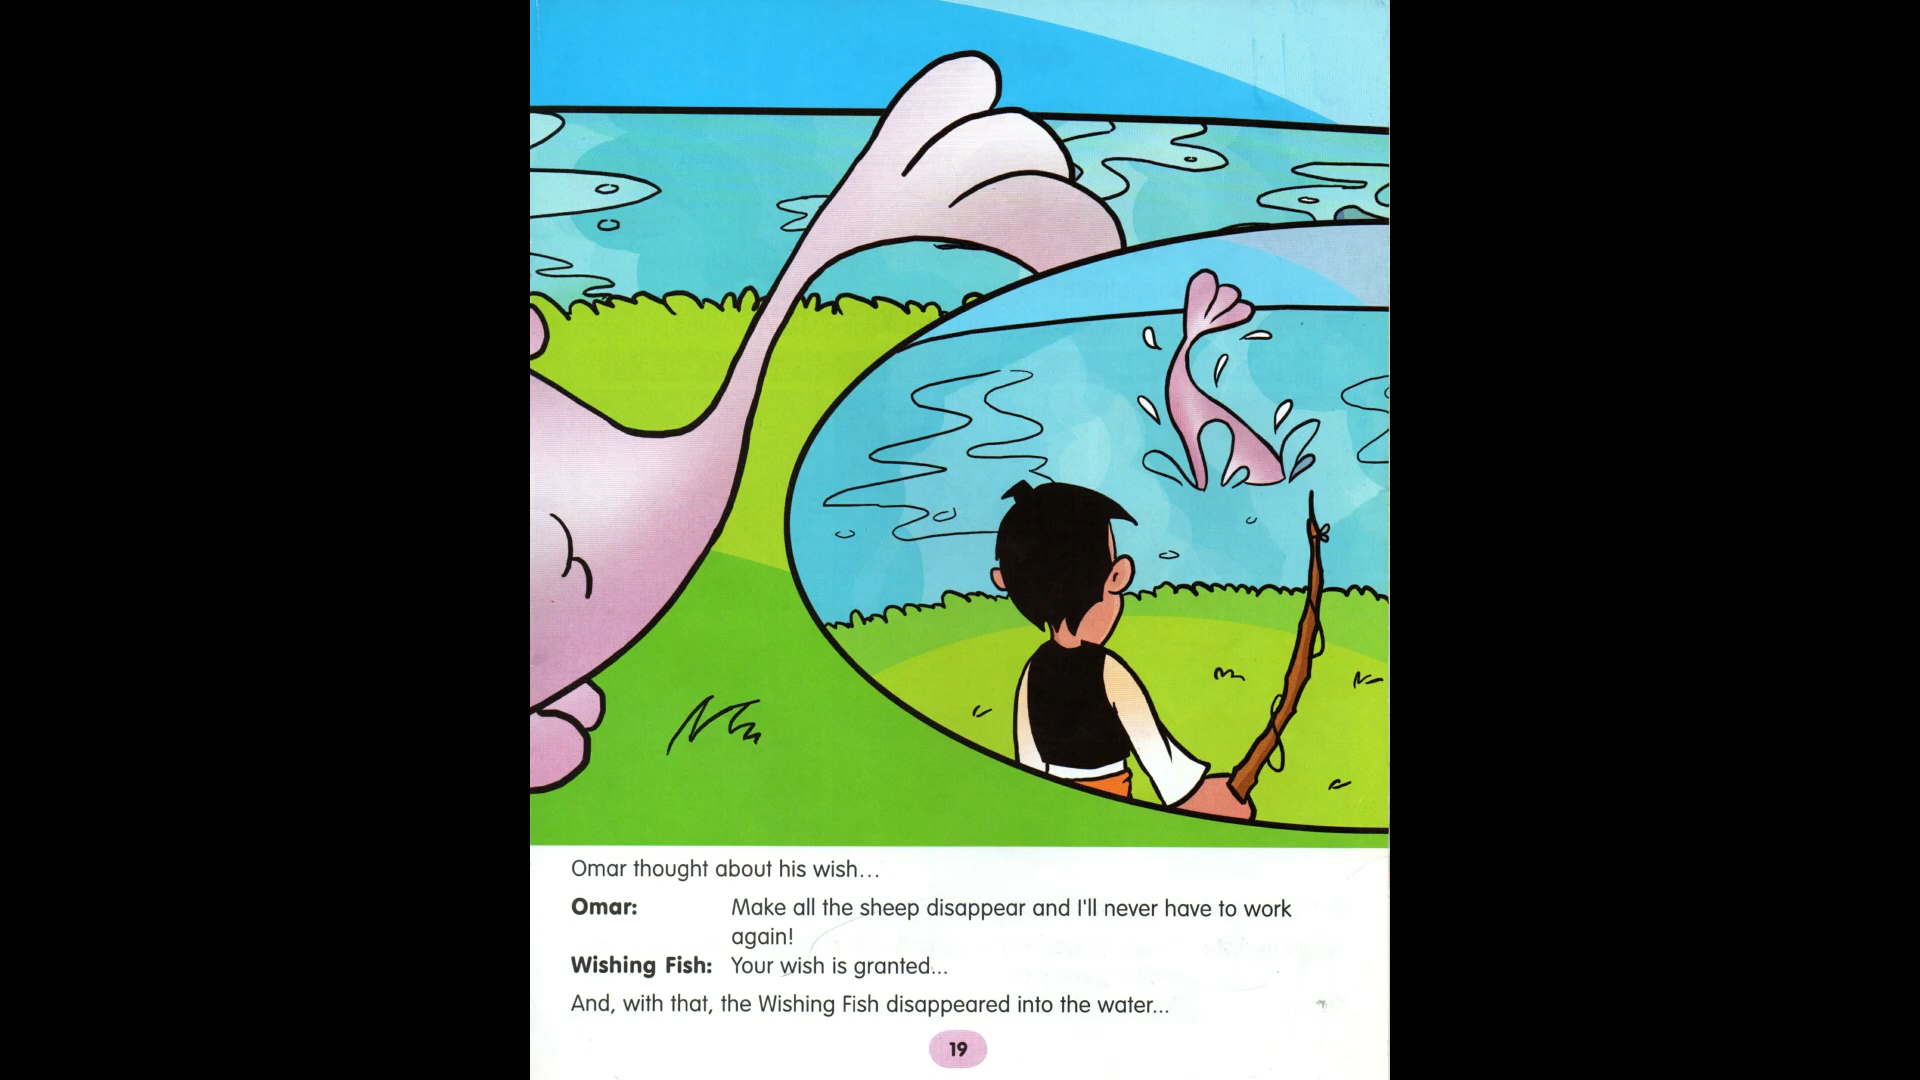 Omar thought about his wish...
Omar: Make all the sheep disappear and I'll never have to work
again!
Wishing Fish: Your wish is granted...
And, with that, the Wishing Fish disappeared into the water...
19